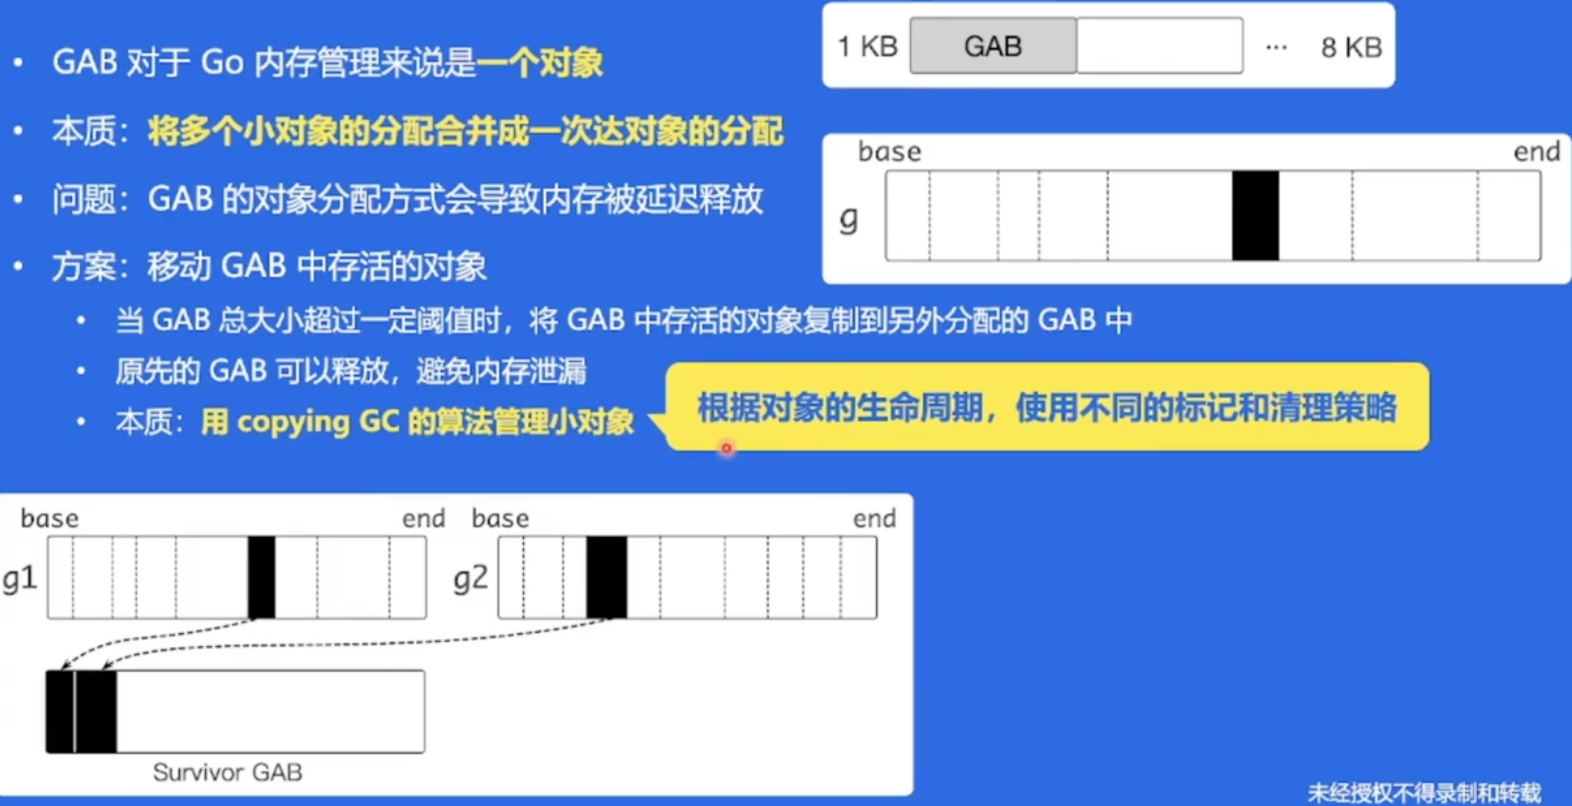 GAB 对于 Go 内存管理来说是一个对象
本质：将多个小对象的分配合并成一次达对象的分配
问题：GAB 的对象分配方式会导致内存被延迟释放
方案：移动 GAB 中存活的对象
当 GAB 总大小超过一定阈值时，将 GAB 中存活的对象复制到另外分配的 GAB 中
原先的 GAB 可以释放，避免内存泄漏
本质：用 copying GC 的算法管理小对象
根据对象的生命周期，使用不同的标记和清理策略
1 KB GAB ... 8 KB
base end
g
base end base end
g1 g2
Survivor GAB
未经授权不得录制和转载